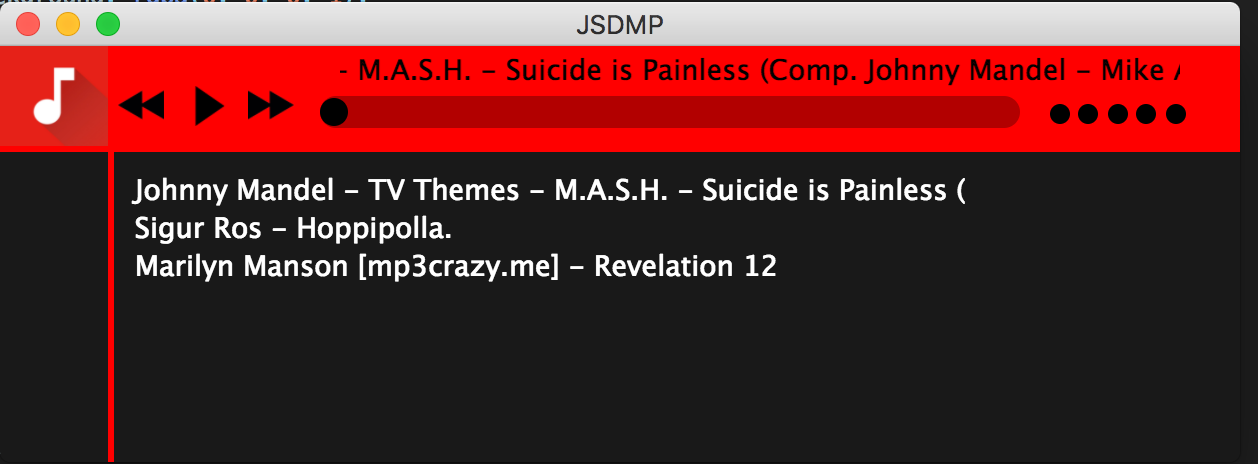 JSDMP
- M.A.S.H. - Suicide is Painless (Comp. Johnny Mandel - Mike
Johnny Mandel - TV Themes - M.A.S.H. - Suicide is Painless (
Sigur Ros - Hoppipolla.
Marilyn Manson [mp3crazy.me] - Revelation 12